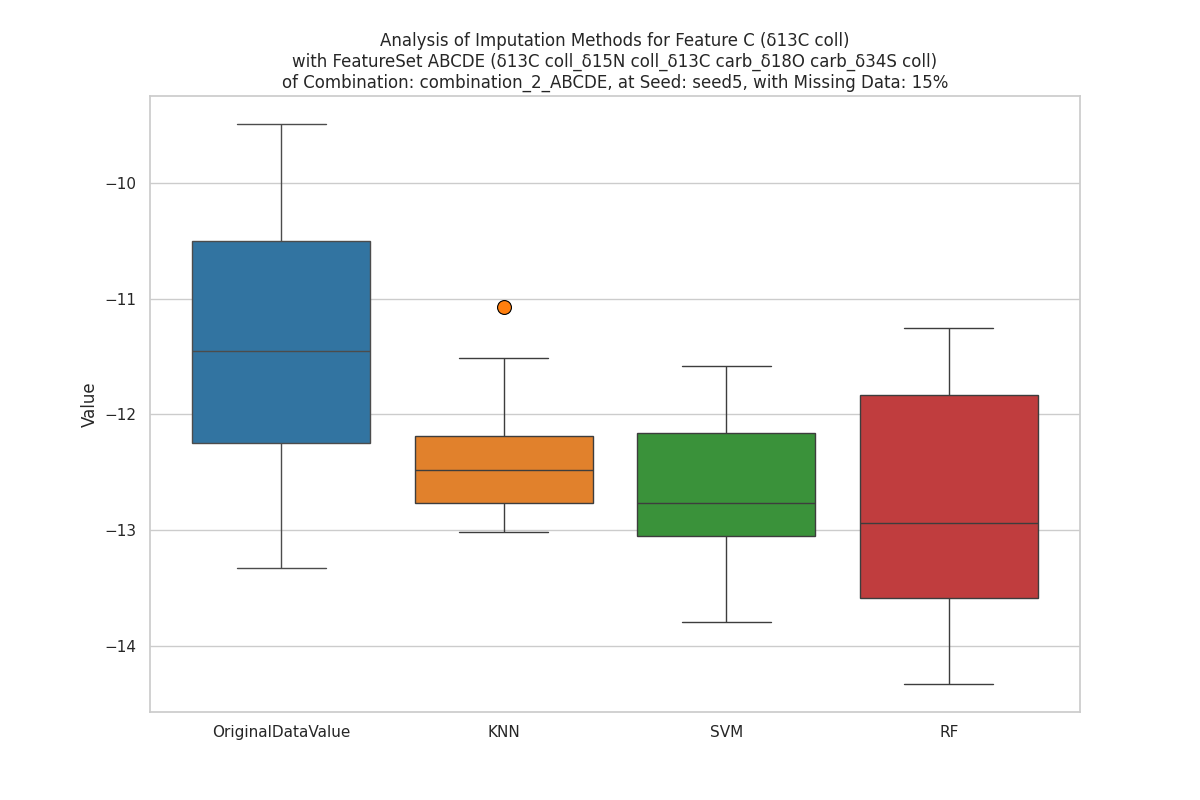 Analysis of Imputation Methods for Feature C (δ13C coll)
with FeatureSet ABCDE (δ13C coll_δ15N coll_δ13C carb_δ18O carb_δ34S coll)
of Combination: combination_2_ABCDE, at Seed: seed5, with Missing Data: 15%
Value
−10
−11
−12
−13
−14
OriginalDataValue
KNN
SVM
RF